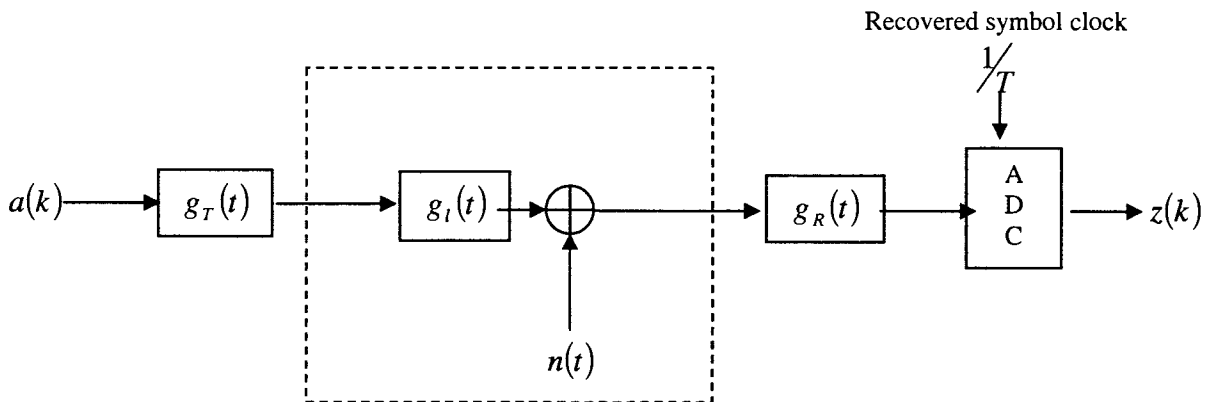 Recovered symbol clock
1/T
a(k)
g_T(t)
g_l(t)
g_R(t)
A
D
C
z(k)
n(t)